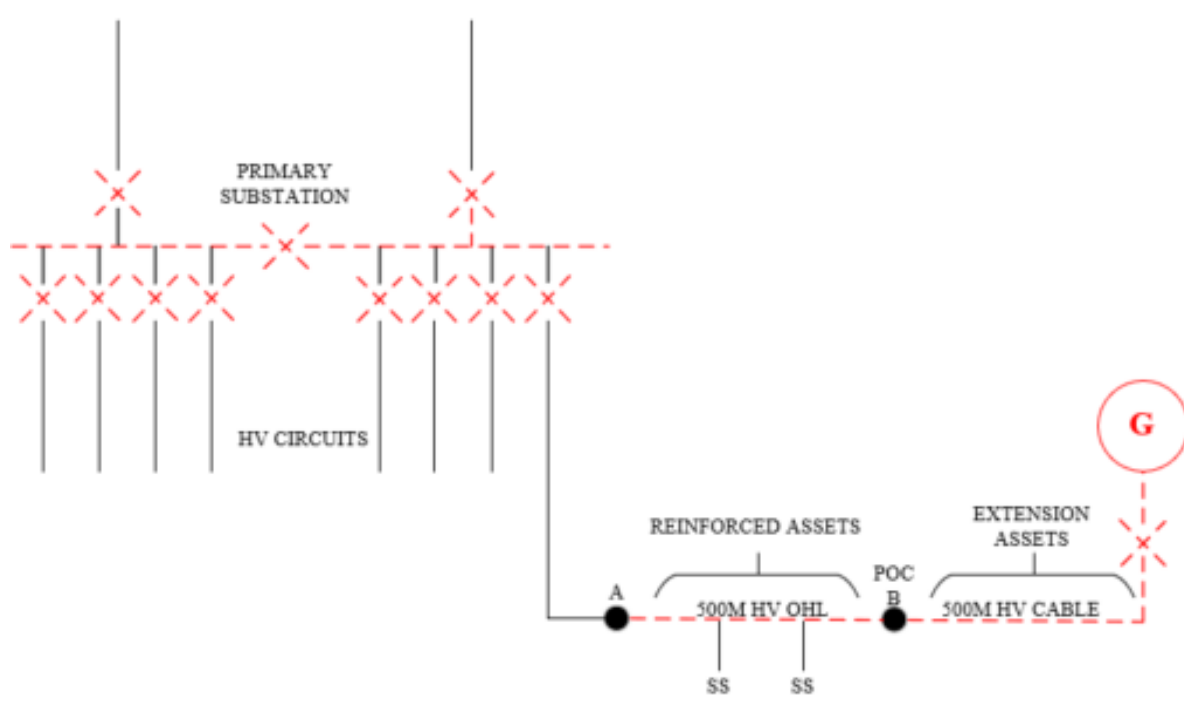 PRIMARY
SUBSTATION
HV CIRCUITS
G
REINFORCED ASSETS
EXTENSION
ASSETS
A
POC
B
500M HV OHL
500M HV CABLE
SS
SS